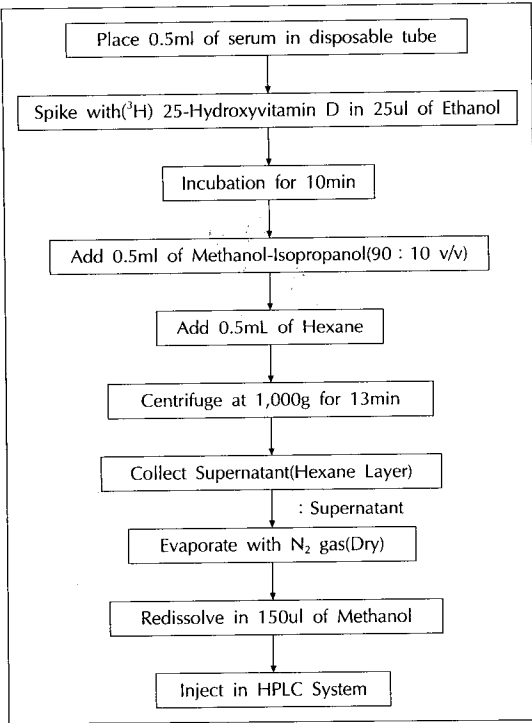 Place 0.5ml of serum in disposable tube
Spike with(³H) 25-Hydroxyvitamin D in 25ul of Ethanol
Incubation for 10min
Add 0.5ml of Methanol-Isopropanol(90 : 10 v/v)
Add 0.5mL of Hexane
Centrifuge at 1,000g for 13min
Collect Supernatant(Hexane Layer)
: Supernatant
Evaporate with N₂ gas(Dry)
Redissolve in 150ul of Methanol
Inject in HPLC System